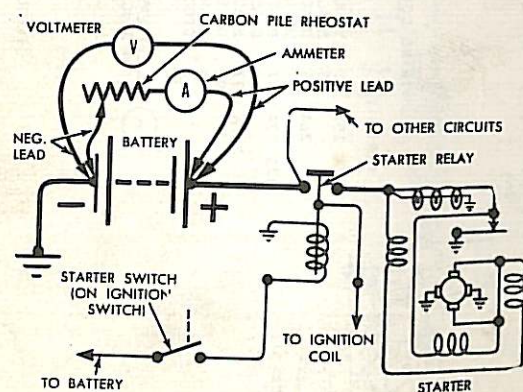 CARBON PILE RHEOSTAT
VOLTMETER
V
AMMETER
A
POSITIVE LEAD
NEG.
LEAD
BATTERY
TO OTHER CIRCUITS
STARTER RELAY
−
+
STARTER SWITCH
(ON IGNITION
SWITCH)
TO IGNITION
COIL
TO BATTERY
STARTER